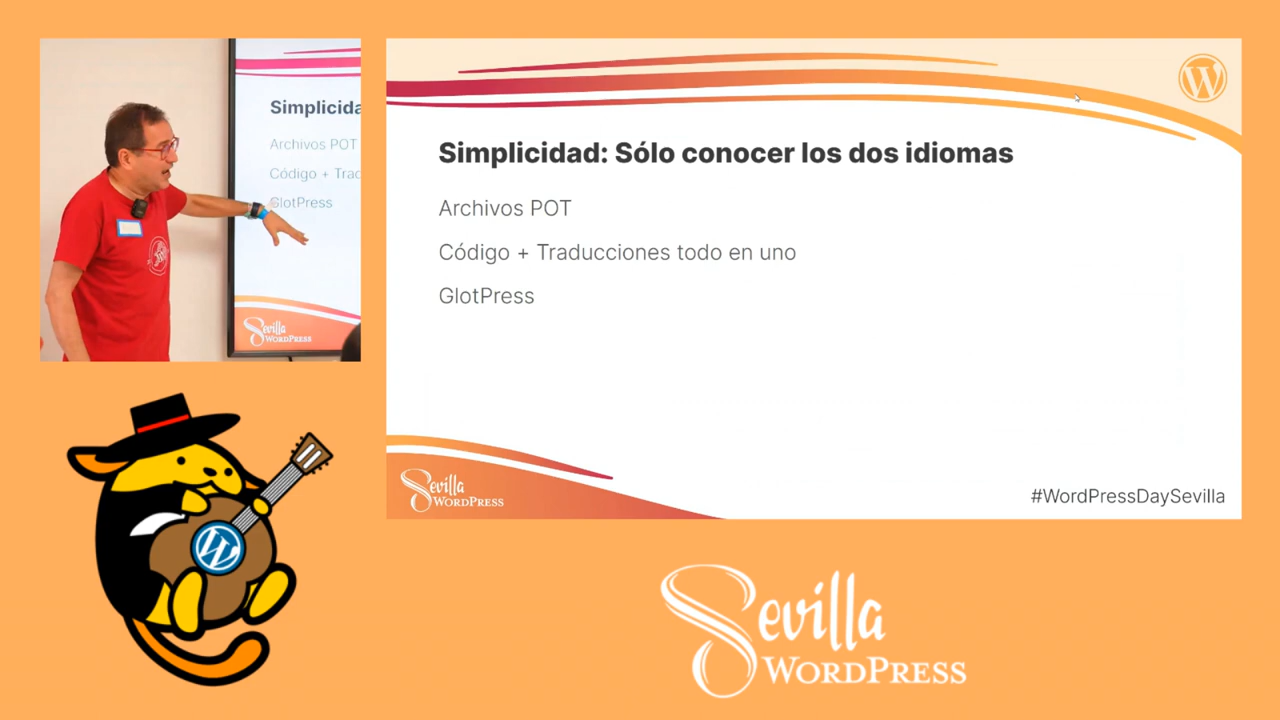 Simplicida
Archivos POT
Código + Trad
GlotPress
Sevilla
WORDPRESS
Simplicidad: Sólo conocer los dos idiomas
Archivos POT
Código + Traducciones todo en uno
GlotPress
Sevilla
WORDPRESS
#WordPressDaySevilla
Sevilla
WORDPRESS